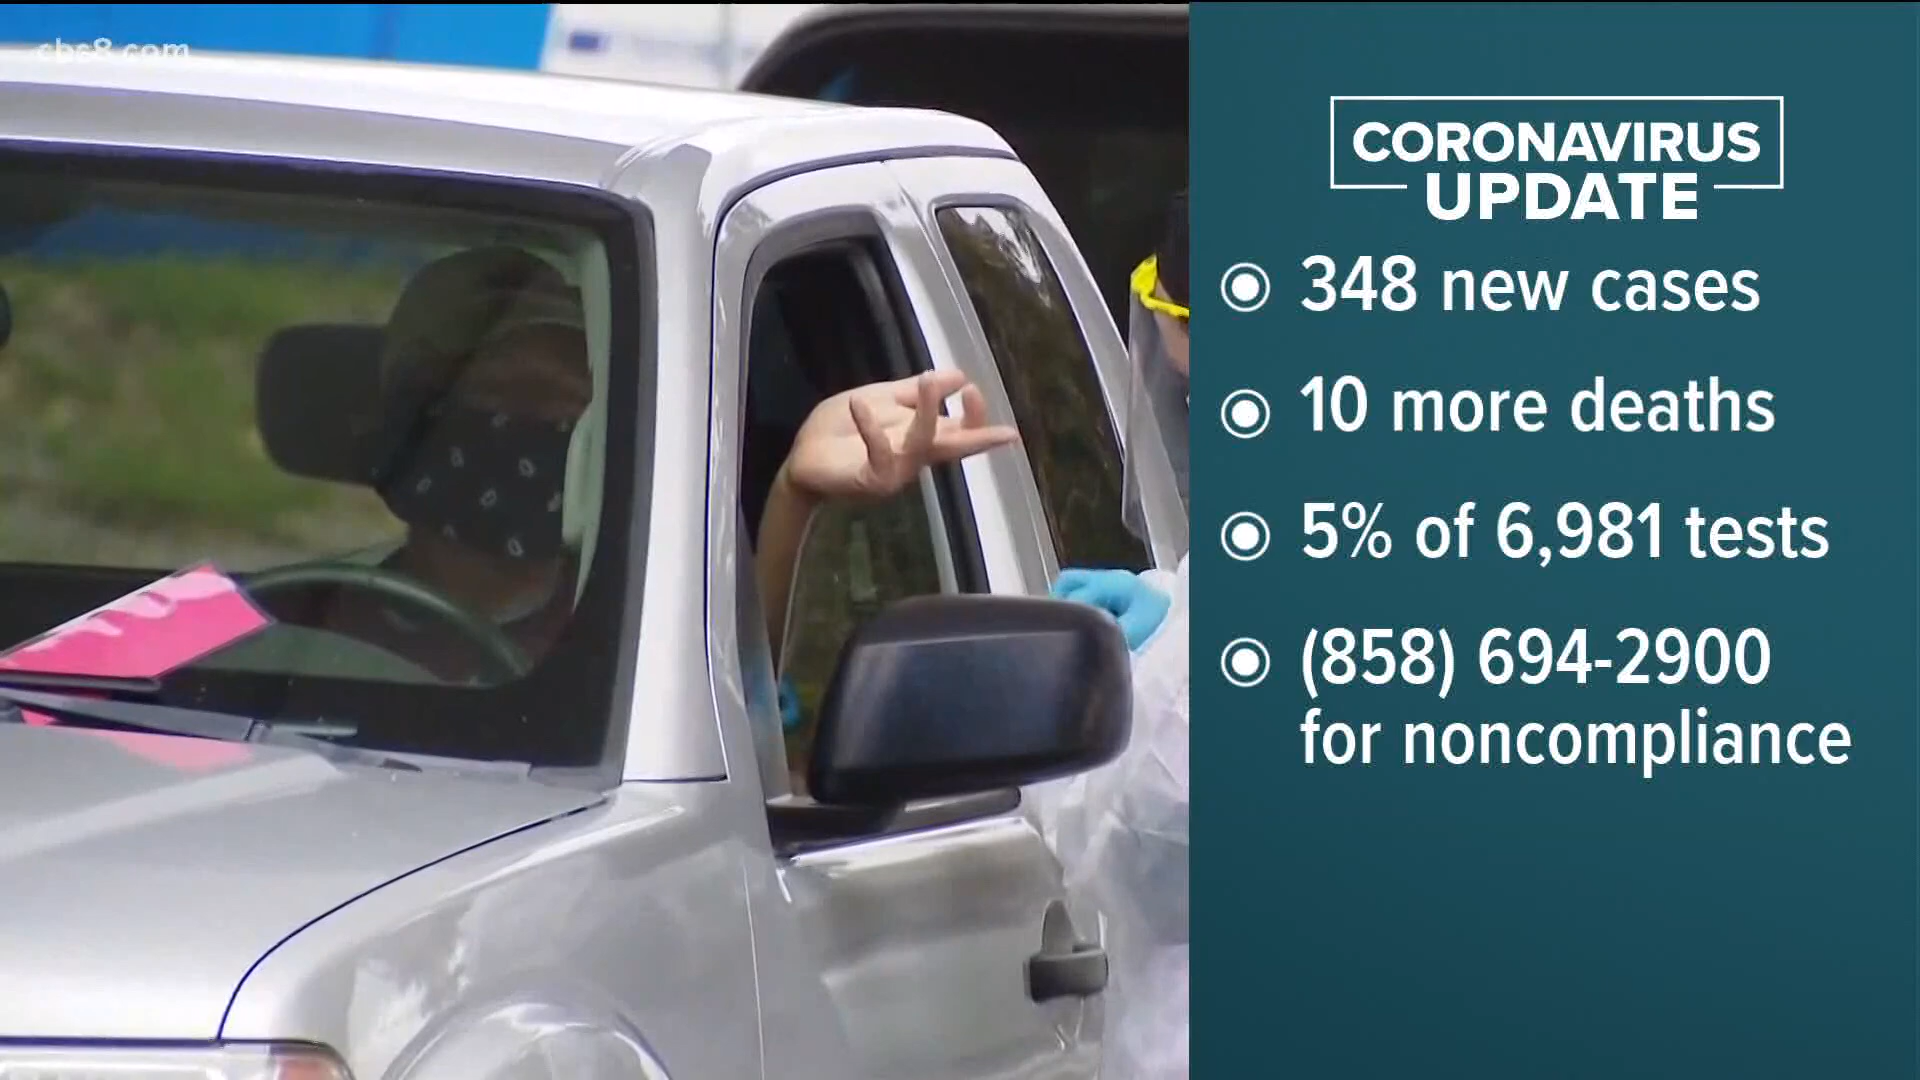 cbs8.com
CORONAVIRUS
UPDATE
348 new cases
10 more deaths
5% of 6,981 tests
(858) 694-2900
for noncompliance